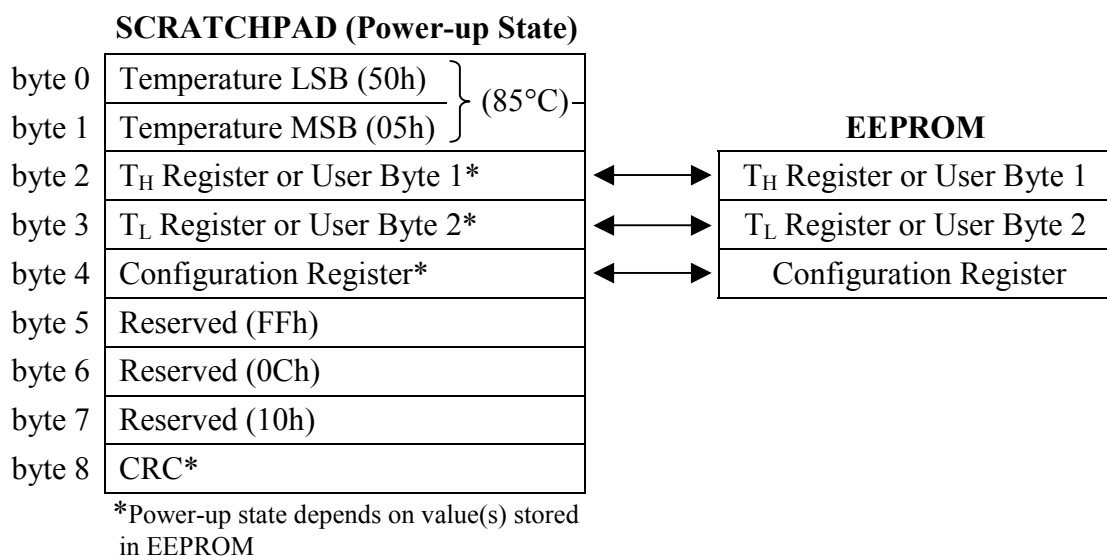 SCRATCHPAD (Power-up State)
byte 0 Temperature LSB (50h)
(85°C)
byte 1 Temperature MSB (05h)
EEPROM
byte 2 TH Register or User Byte 1* TH Register or User Byte 1
byte 3 TL Register or User Byte 2* TL Register or User Byte 2
byte 4 Configuration Register* Configuration Register
byte 5 Reserved (FFh)
byte 6 Reserved (0Ch)
byte 7 Reserved (10h)
byte 8 CRC*
*Power-up state depends on value(s) stored
in EEPROM